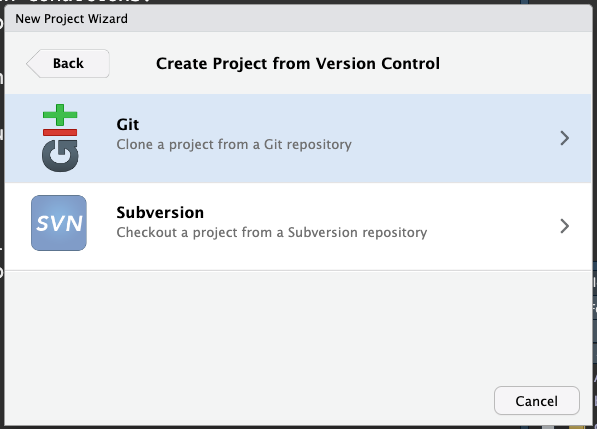 New Project Wizard
Back
Create Project from Version Control
Git
Clone a project from a Git repository
SVN
Subversion
Checkout a project from a Subversion repository
Cancel